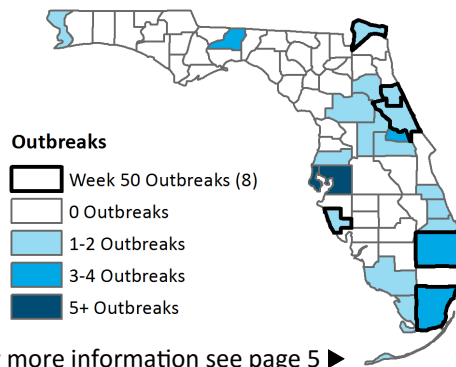 Outbreaks
Week 50 Outbreaks (8)
0 Outbreaks
1-2 Outbreaks
3-4 Outbreaks
5+ Outbreaks
more information see page 5 ▶